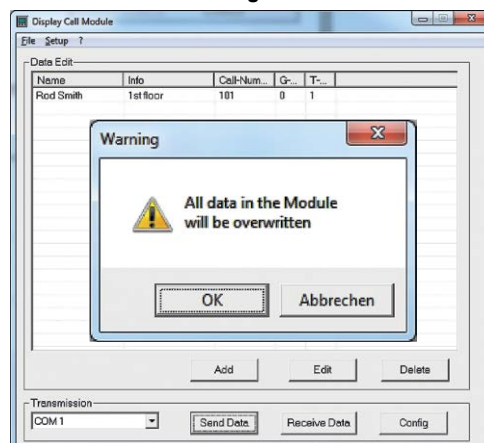 Display Call Module
File Setup ?
Data Edit
Name Info Call-Num... G-... T-...
Rod Smith 1st floor 101 0 1
Warning
All data in the Module
will be overwritten
OK Abbrechen
Add Edit Delete
Transmission
COM 1 Send Data Receive Data Config